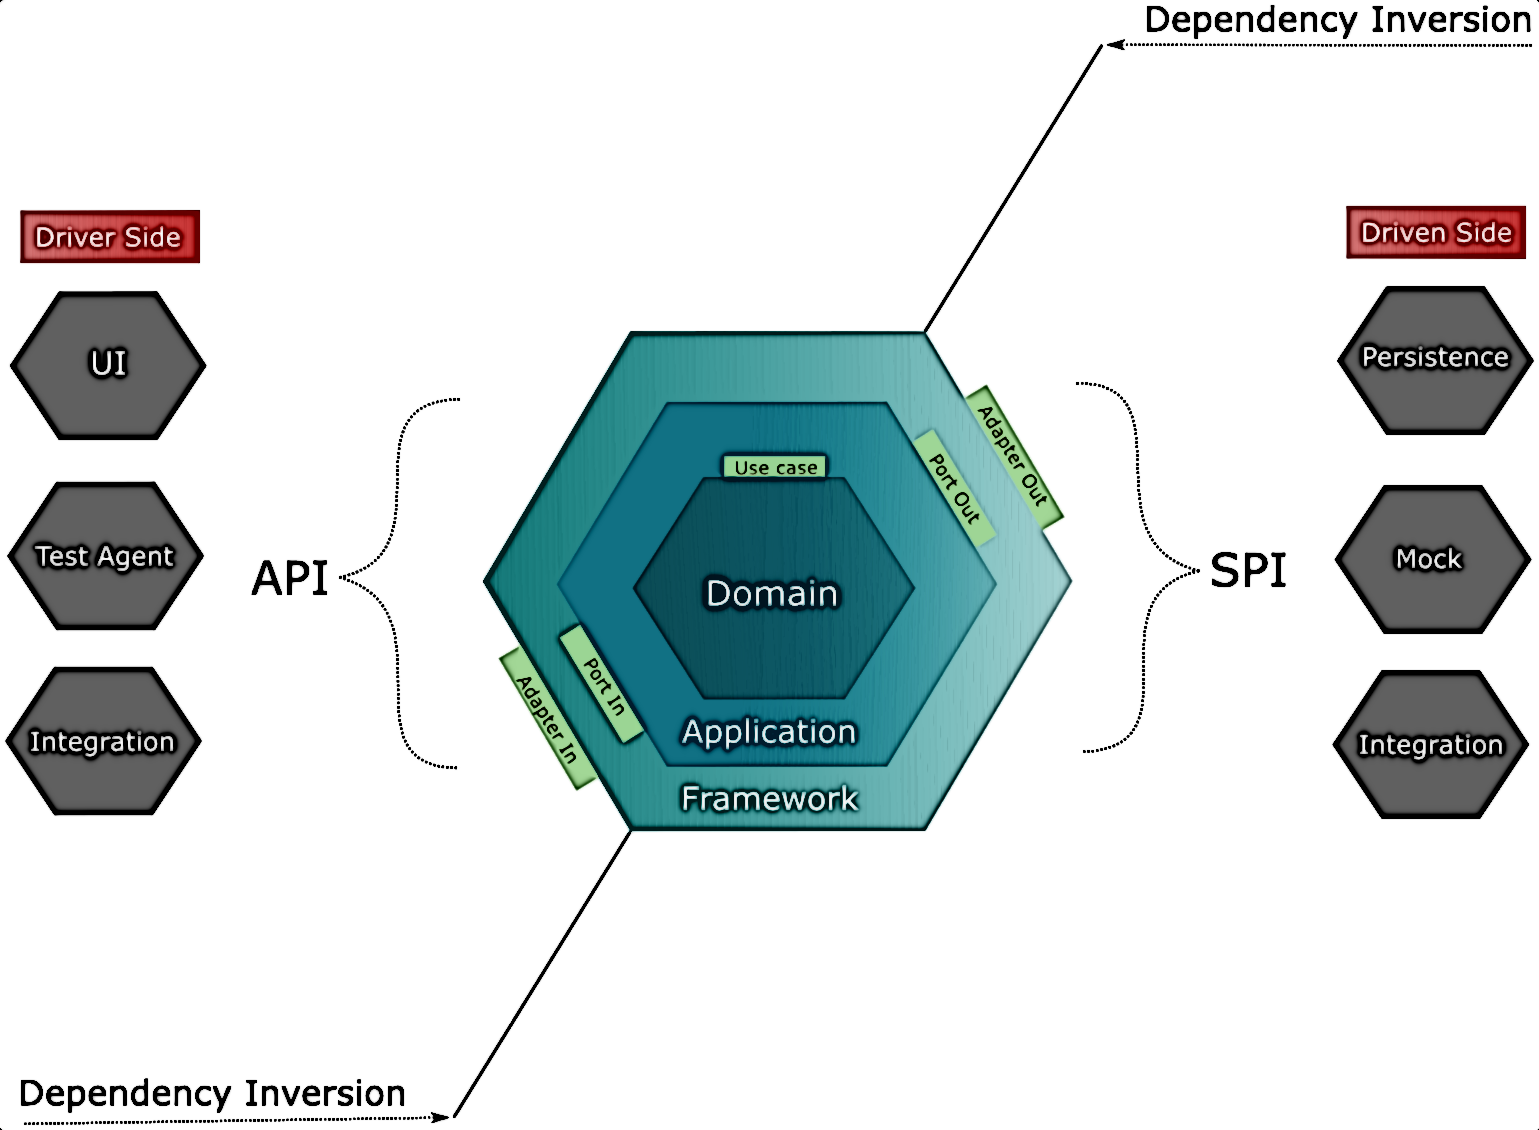 Dependency Inversion
Driver Side
UI
Test Agent
Integration
API
Use case
Domain
Application
Framework
Port In
Adapter In
Port Out
Adapter Out
SPI
Driven Side
Persistence
Mock
Integration
Dependency Inversion